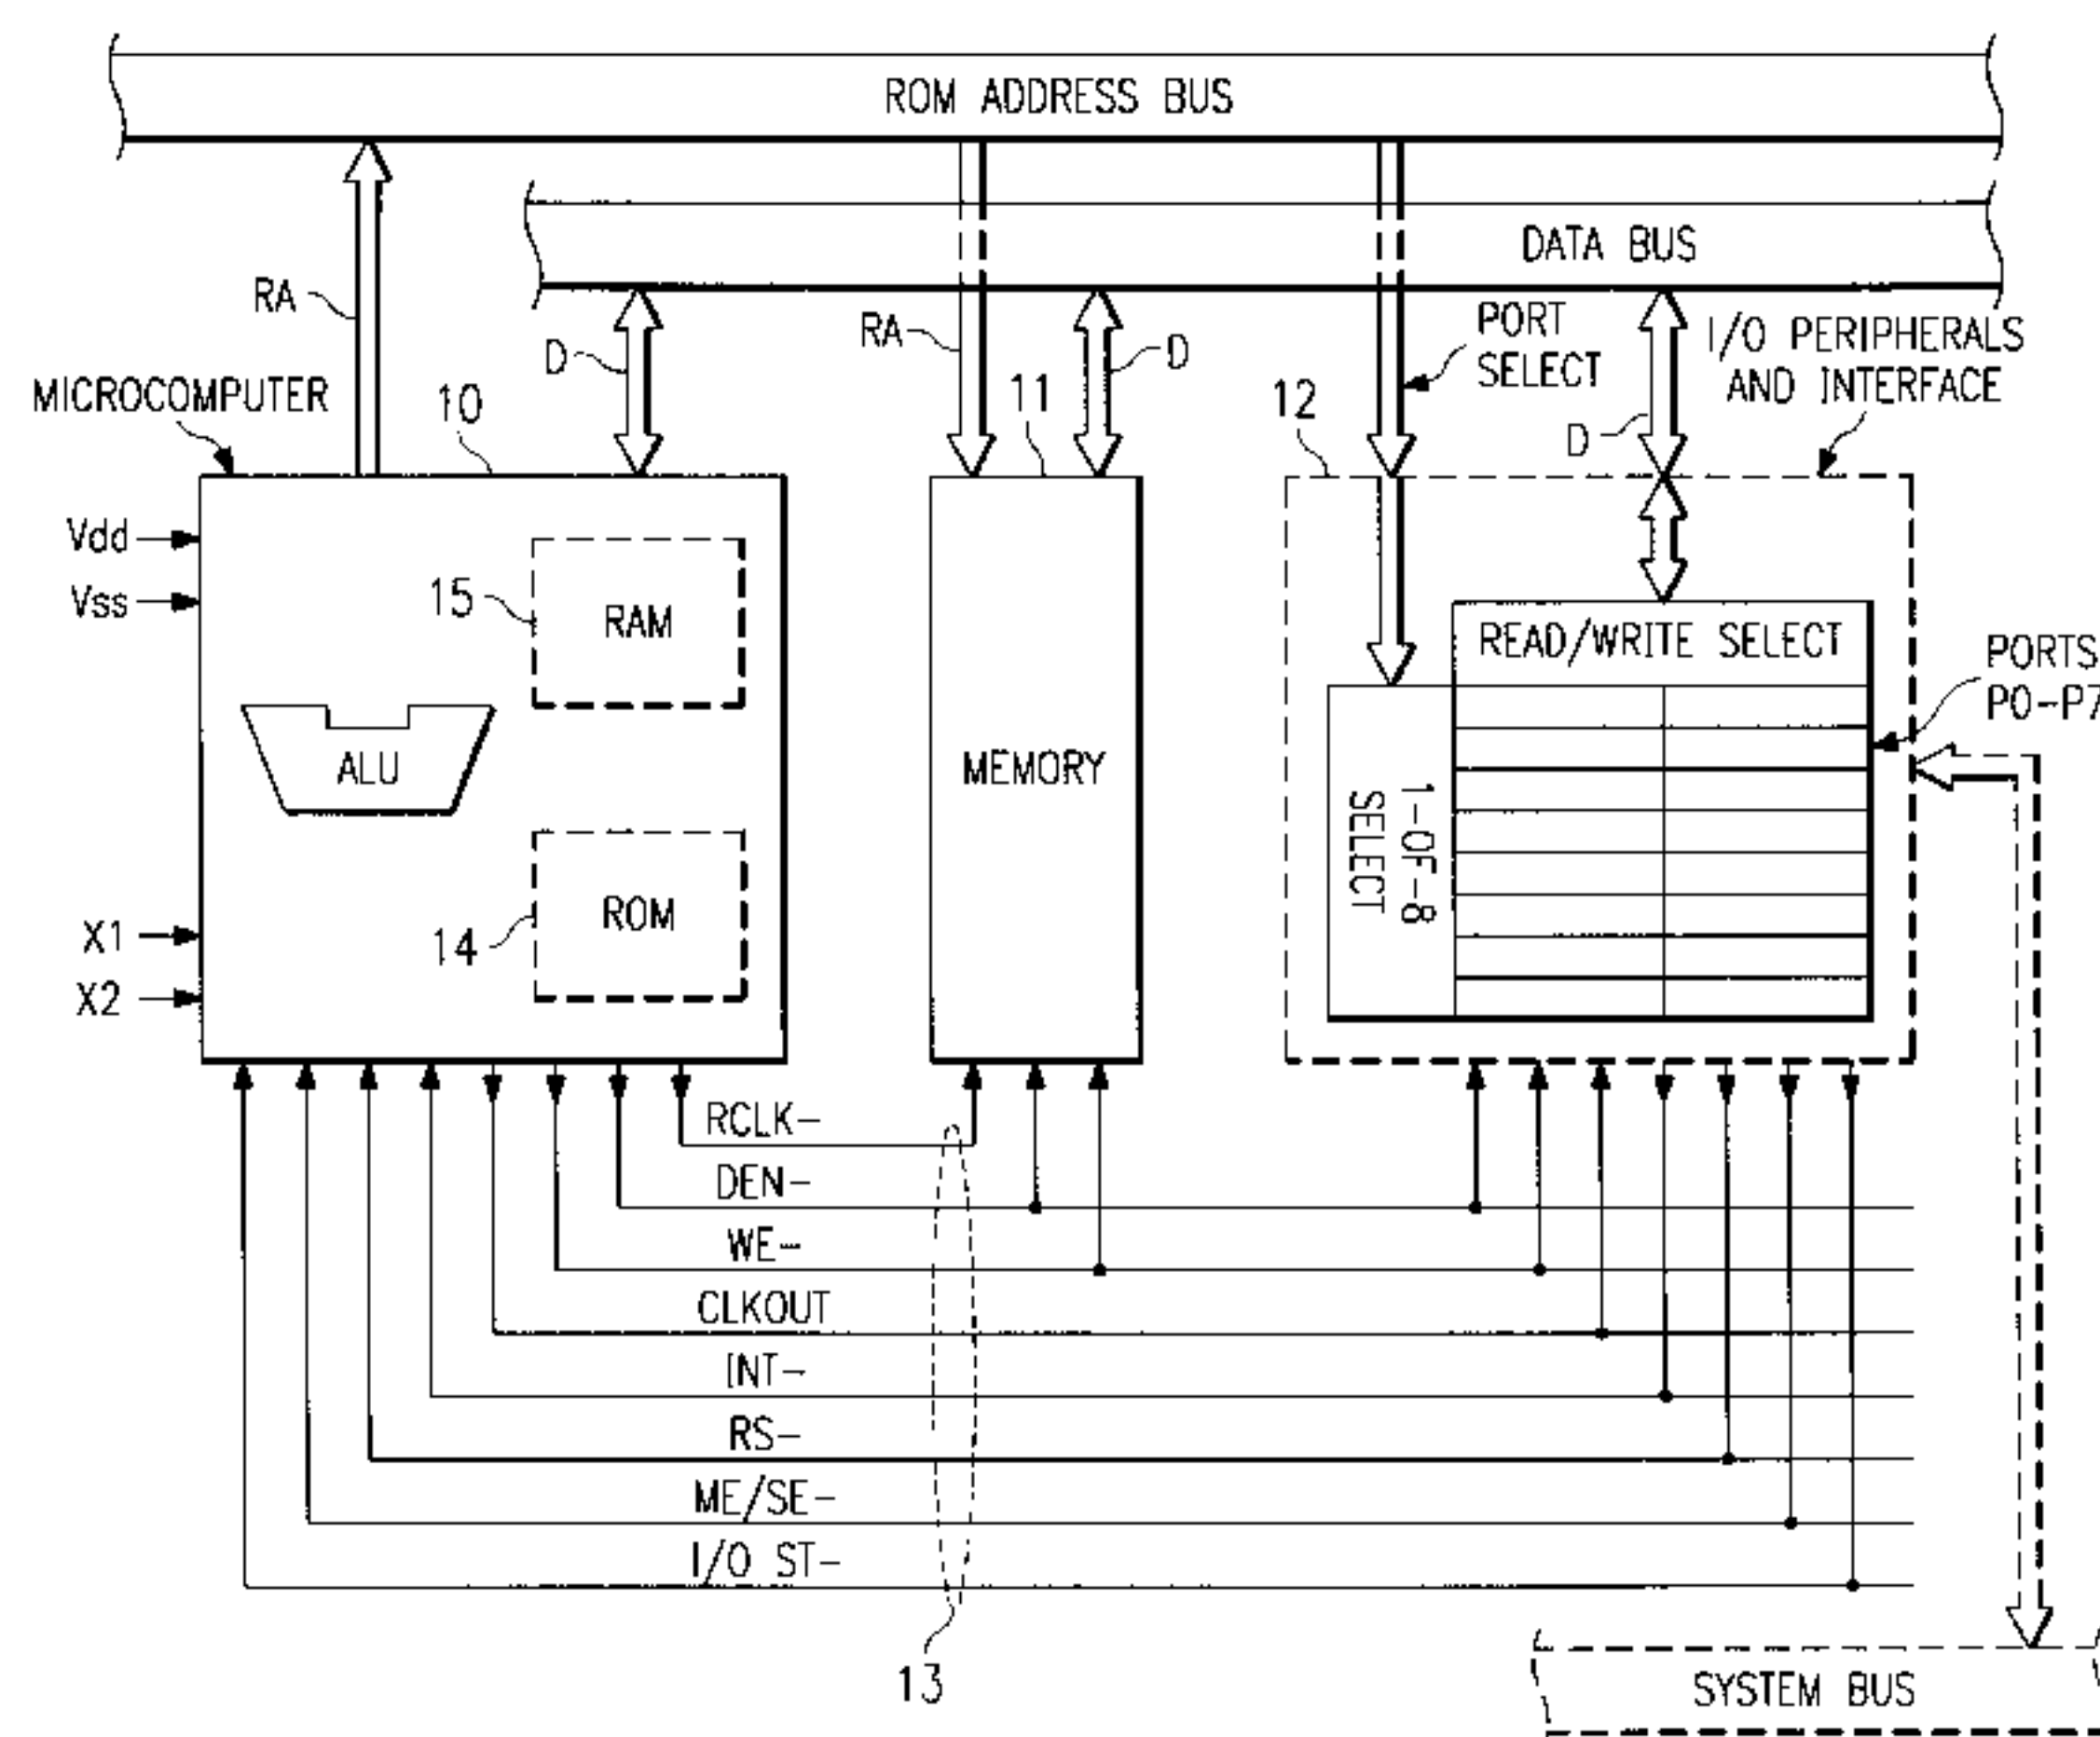 ROM ADDRESS BUS
DATA BUS
RA
D
RA
D
PORT
SELECT
D
I/O PERIPHERALS
AND INTERFACE
MICROCOMPUTER
10
11
12
Vdd
Vss
15
RAM
ALU
14
ROM
X1
X2
MEMORY
READ/WRITE SELECT
1-OF-8
SELECT
PORTS
P0-P7
RCLK-
DEN-
WE-
CLKOUT
INT-
RS-
ME/SE-
I/O ST-
13
SYSTEM BUS